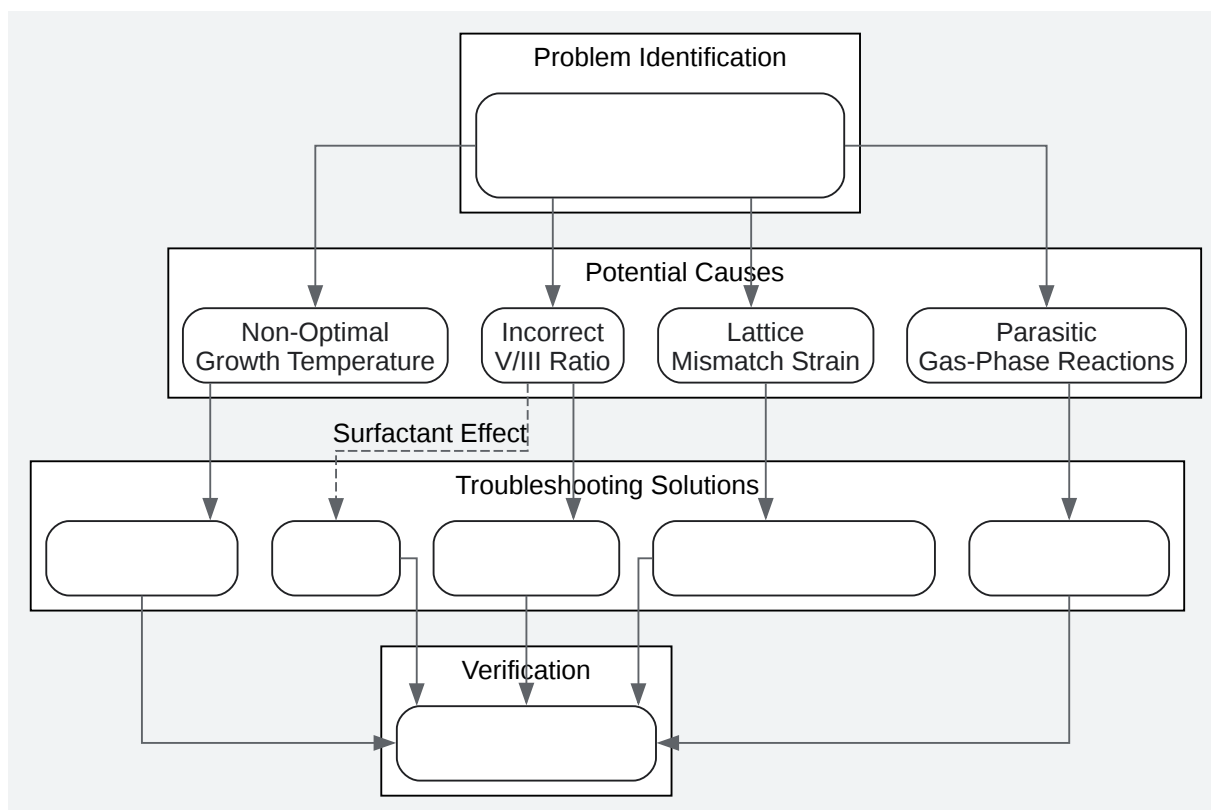 Problem Identification
Potential Causes
Non-Optimal
Growth Temperature
Incorrect
V/III Ratio
Lattice
Mismatch Strain
Parasitic
Gas-Phase Reactions
Surfactant Effect
Troubleshooting Solutions
Verification